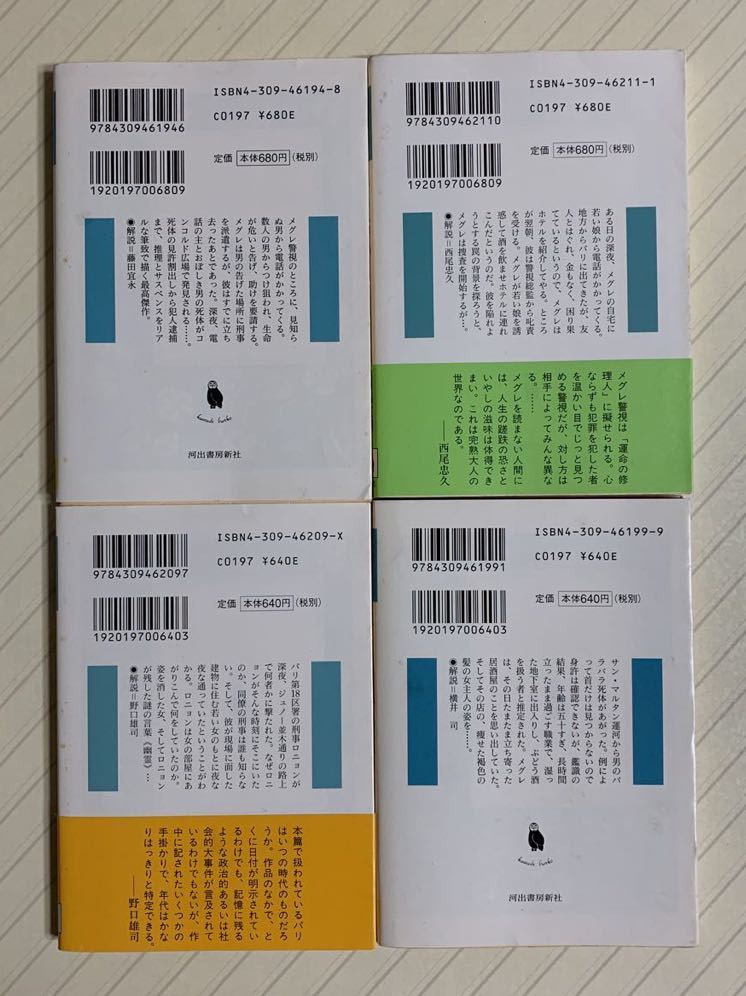 ISBN4-309-46194-8
C0197 ¥680E
9784309461946
定価 本体680円(税別)
1920197006809
メグレ警視のところに、見知ら
ぬ男から電話がかかってくる。
数人の男からつけ狙われ、生命
が危いと告げ、助けを要請する。
メグレは男の告げた場所に刑事
を派遣するが、彼はすでに立ち
去ったあとであった。深夜、電
話の主とおぼしき男の死体がコ
ンコルド広場で発見される……。
死体の身許割出しから犯人逮捕
まで、推理とサスペンスをリア
ルな筆致で描く最高傑作。
●解説=藤田宜永
kawade bunko
河出書房新社
ISBN4-309-46211-1
C0197 ¥680E
9784309462110
定価 本体680円(税別)
1920197006809
ある日の深夜、メグレの自宅に
若い娘から電話がかかってくる。
地方からパリに出てきたが、友
人とはぐれ、金もなく、困り果
てているというので、メグレは
ホテルを紹介してやる。ところ
が翌朝、彼は警視総監から叱責
を受ける。メグレが若い娘を誘
惑して酒を飲ませホテルに連れ
こんだというのだ。彼を陥れよ
うとする罠の背景を探ろうと、
メグレは捜査を開始するが…。
●解説=西尾忠久
メグレ警視は「運命の修
理人」に擬せられる。心
ならずも犯罪を犯した者
を温かい目でじっと見つ
める警視だが、対し方は
相手によってみんな異な
る。……
メグレを読まない人間に
は、人生の蹉跌の恐さと
いやしの滋味は体得でき
まい。これは完熟大人の
世界なのである。
——西尾忠久
ISBN4-309-46209-X
C0197 ¥640E
9784309462097
定価 本体640円(税別)
1920197006403
パリ第18区署の刑事ロニョンが
深夜、ジュノー並木通りの路上
で何者かに撃たれた。なぜロニ
ョンがそんな時刻にそこにいた
のか、同僚の刑事は誰も知らな
い。そして、彼が現場に面した
建物に住む若い女のもとに夜な
夜な通っていたということがわ
かる。ロニョンは女の部屋にあ
がりこんで何をしていたのか。
姿を消した女、そしてロニョン
が残した謎の言葉《幽霊》…
●解説=野口雄司
本篇で扱われているパリ
はいつの時代のものだろ
うか。作品のなかで、と
くに日付が明示されてい
るわけでも、記憶に残る
ような政治的あるいは社
会的大事件が言及されて
いるわけでもないが、作
中に記されたいくつかの
手掛かりで、年代はかな
りはっきりと特定できる。
——野口雄司
ISBN4-309-46199-9
C0197 ¥640E
9784309461991
定価 本体640円(税別)
1920197006403
サン・マルタン運河から男のバ
ラバラ死体があがった。例によ
って首だけは見つからないので
身許は確認できないが、鑑識の
結果、年齢は五十すぎ、長時間
立ったまま過ごす職業で、湿っ
た地下室に出入りし、ぶどう酒
を扱う者と推定された。メグレ
は、その日たまたま立ち寄った
居酒屋のことを思い出していた。
そしてその店の、痩せた褐色の
髪の女主人の姿を……。
●解説=横井 司
kawade bunko
河出書房新社